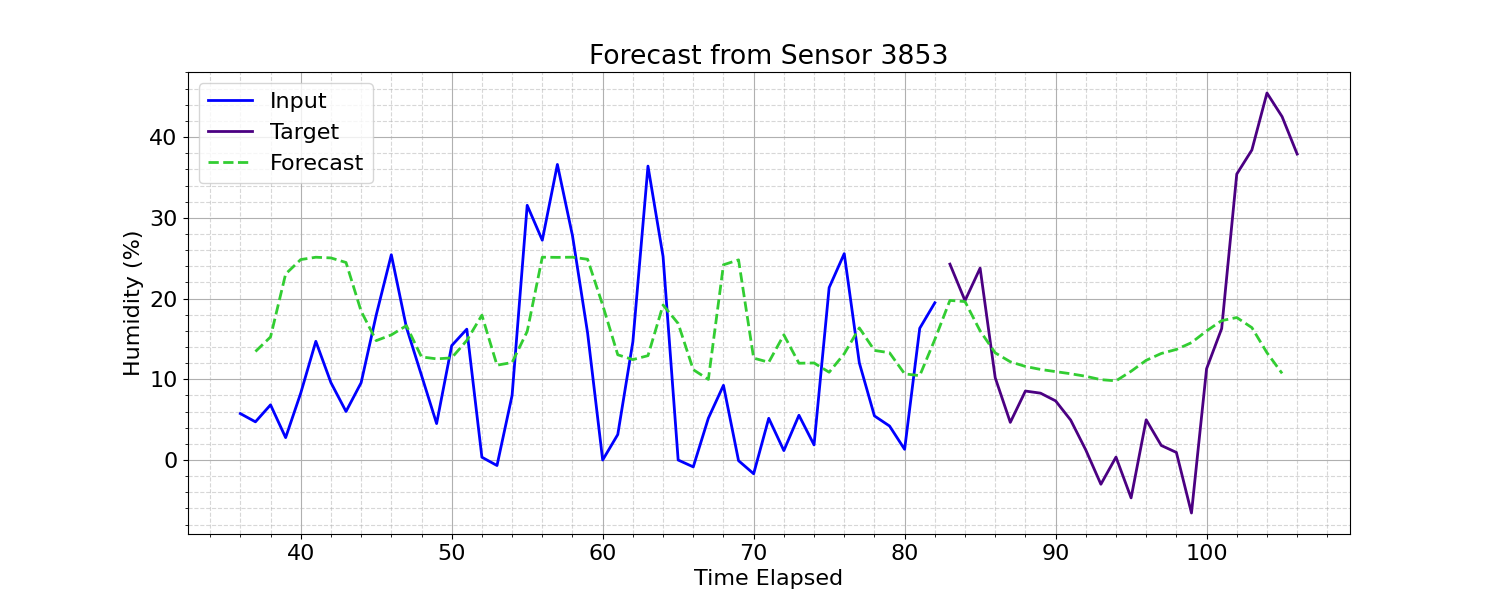 Forecast from Sensor 3853
Input
Target
Forecast
Humidity (%)
40
30
20
10
0
40 50 60 70 80 90 100
Time Elapsed